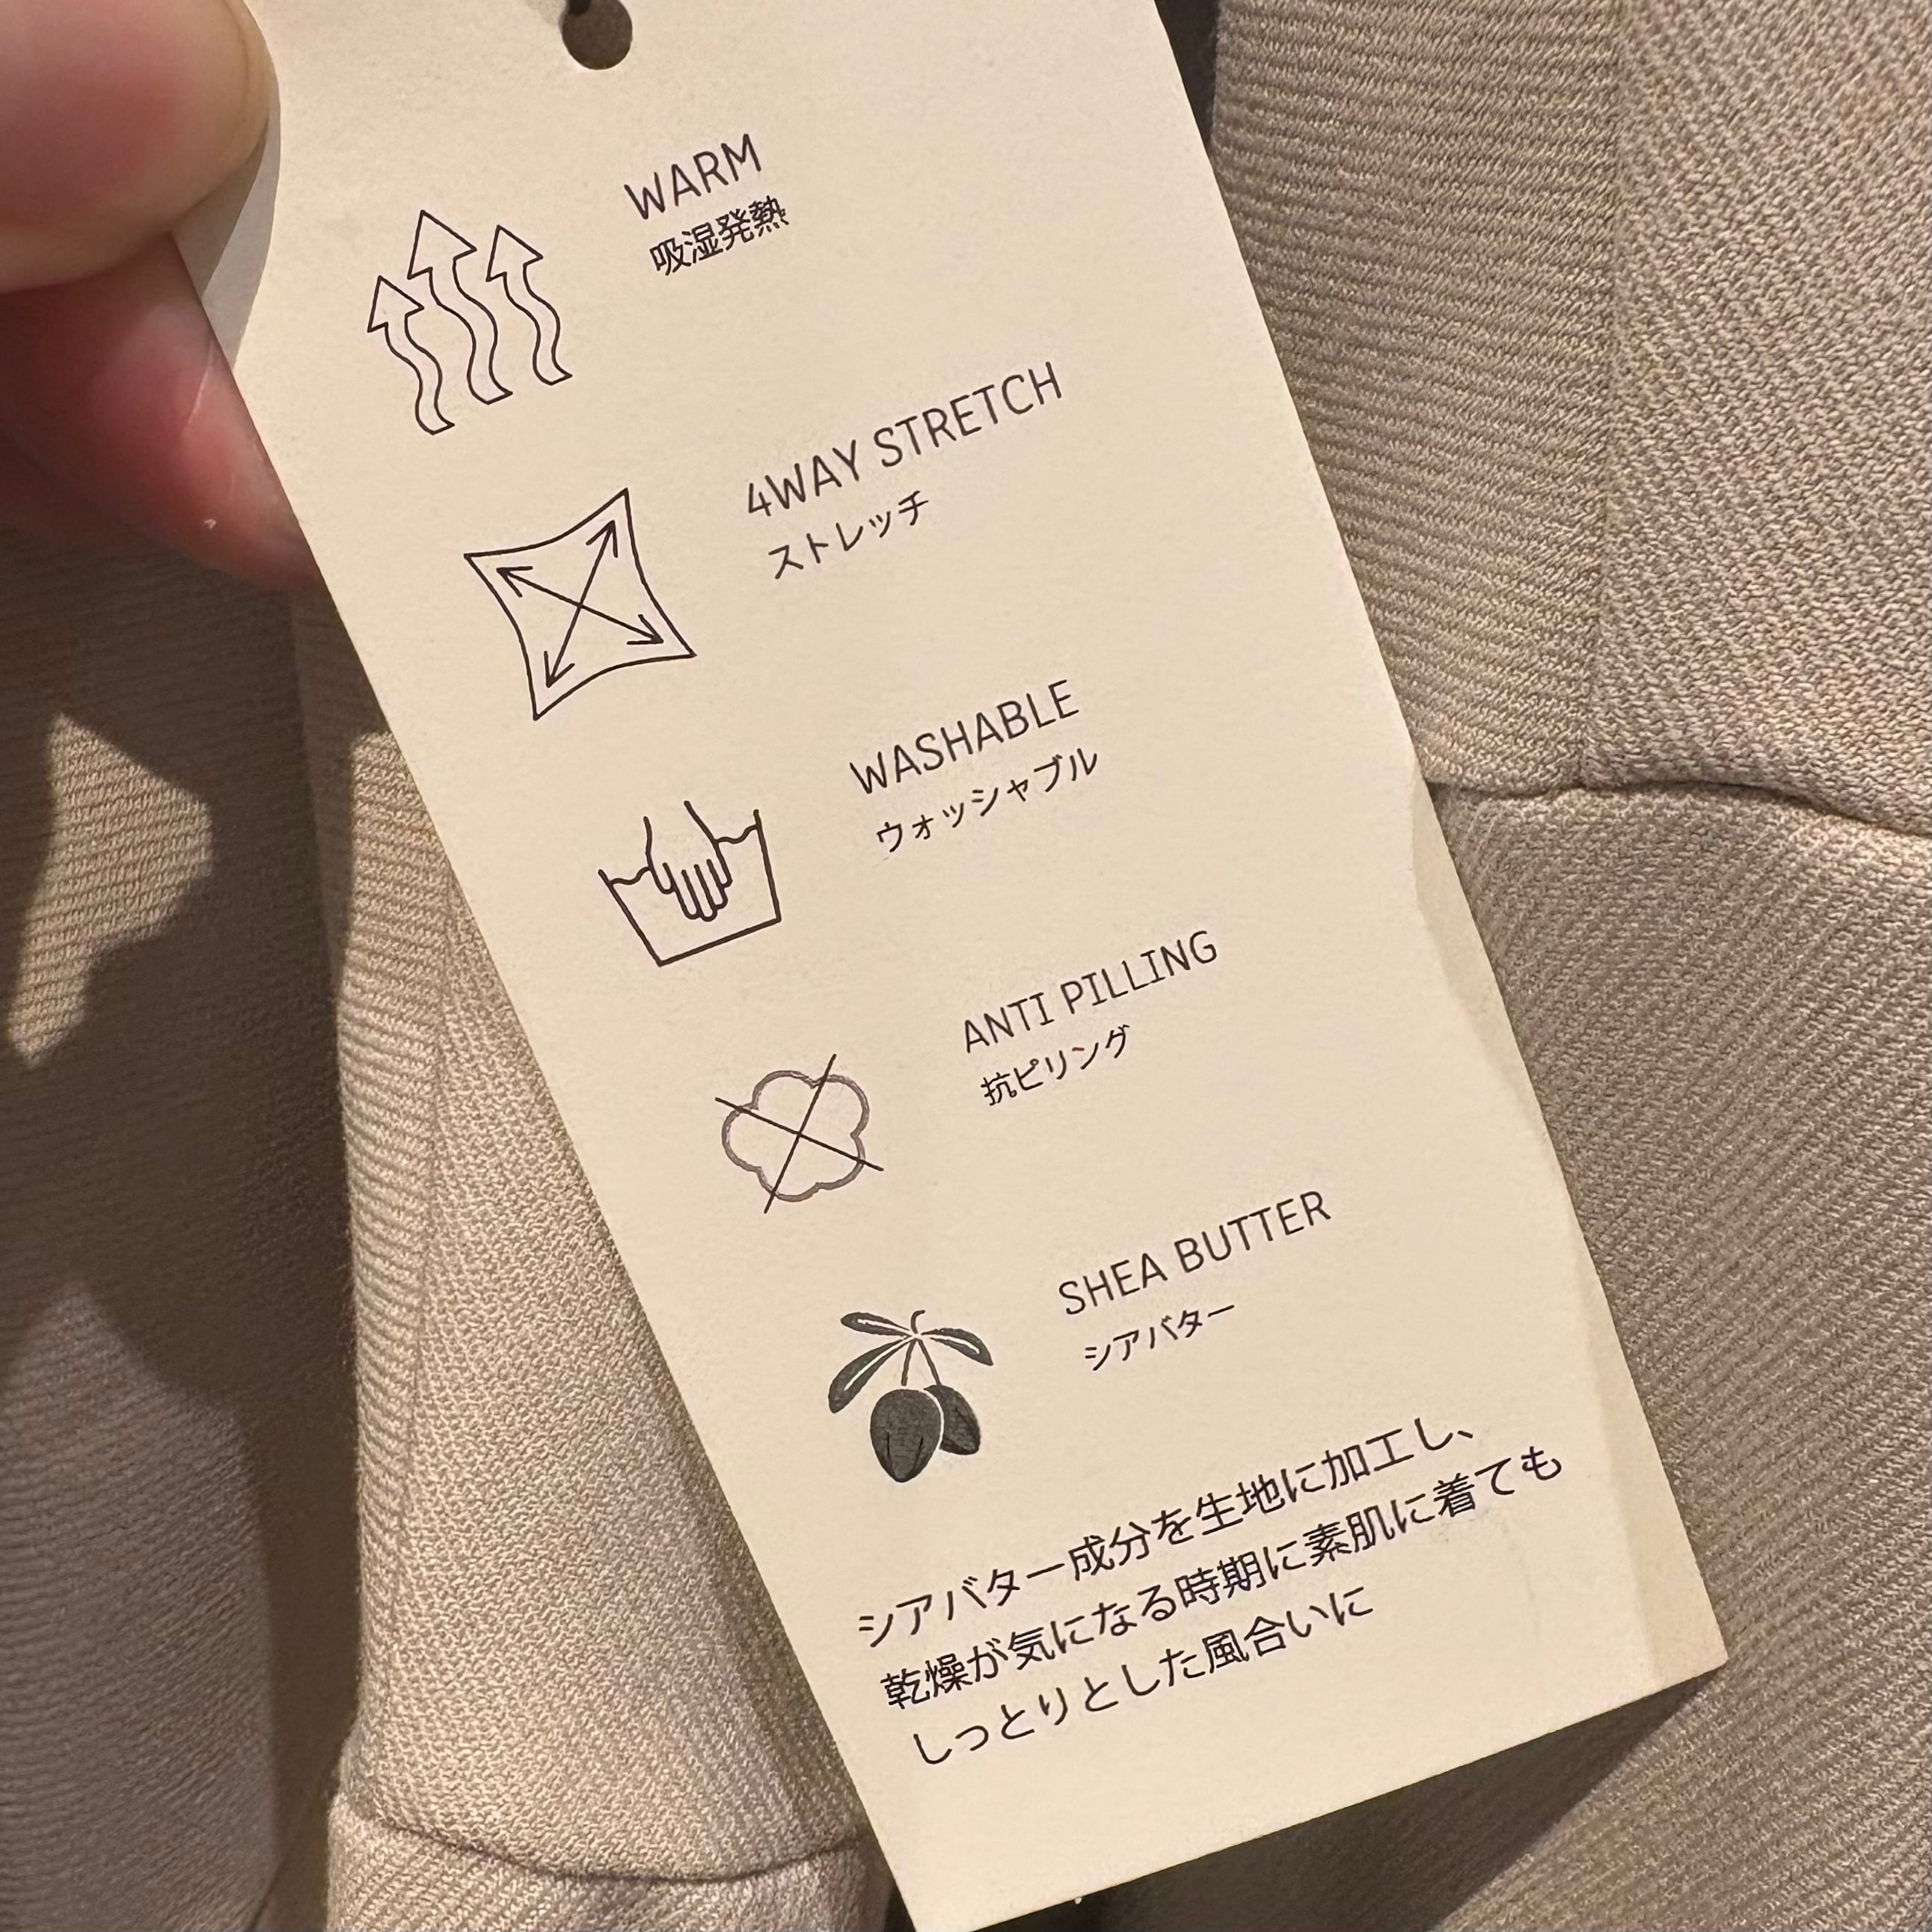 WARM
吸湿発熱
4WAY STRETCH
ストレッチ
WASHABLE
ウォッシャブル
ANTI PILLING
抗ピリング
SHEA BUTTER
シアバター
シアバター成分を生地に加工し、
乾燥が気になる時期に素肌に着ても
しっとりとした風合いに